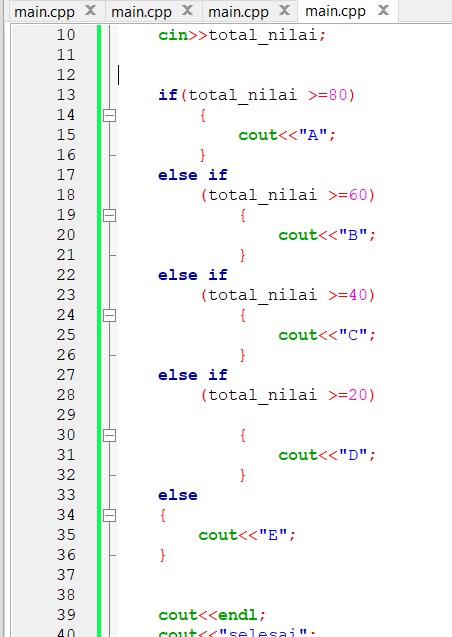 main.cpp main.cpp main.cpp main.cpp
10 cin>>total_nilai;
11
12
13 if(total_nilai >=80)
14 {
15 cout<<"A";
16 }
17 else if
18 (total_nilai >=60)
19 {
20 cout<<"B";
21 }
22 else if
23 (total_nilai >=40)
24 {
25 cout<<"C";
26 }
27 else if
28 (total_nilai >=20)
29
30 {
31 cout<<"D";
32 }
33 else
34 {
35 cout<<"E";
36 }
37
38
39 cout<<endl;
40 cout<<"selesai";